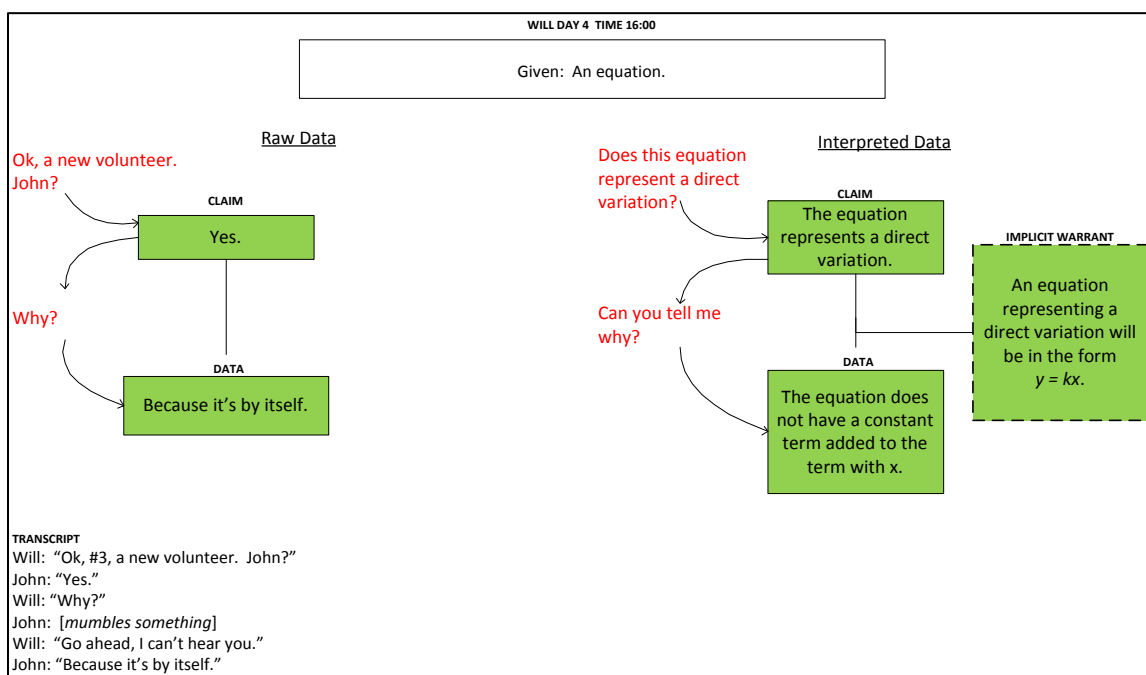 WILL DAY 4 TIME 16:00
Given: An equation.
Raw Data
Ok, a new volunteer.
John?
CLAIM
Yes.
Why?
DATA
Because it's by itself.
Interpreted Data
Does this equation
represent a direct
variation?
CLAIM
The equation
represents a direct
variation.
IMPLICIT WARRANT
An equation
representing a
direct variation will
be in the form
y = kx.
Can you tell me
why?
DATA
The equation does
not have a constant
term added to the
term with x.
TRANSCRIPT
Will: “Ok, #3, a new volunteer. John?”
John: “Yes.”
Will: “Why?”
John: [mumbles something]
Will: “Go ahead, I can’t hear you.”
John: “Because it’s by itself.”